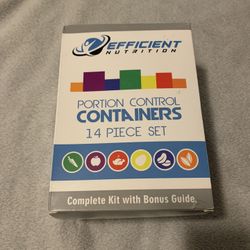 EFFICIENT
NUTRITION
PORTION CONTROL
CONTAINERS
14 PIECE SET
Complete Kit with Bonus Guide